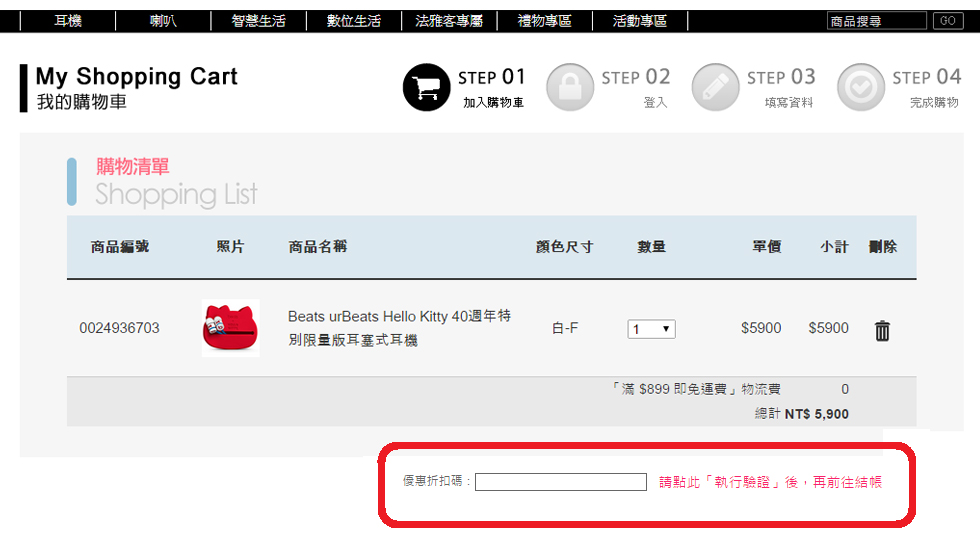 耳機 喇叭 智慧生活 數位生活 法雅客專屬 禮物專區 活動專區 商品搜尋 GO
My Shopping Cart
我的購物車
STEP 01
加入購物車
STEP 02
登入
STEP 03
填寫資料
STEP 04
完成購物
購物清單
Shopping List
商品編號 照片 商品名稱 顏色尺寸 數量 單價 小計 刪除
0024936703 Beats urBeats Hello Kitty 40週年特
別限量版耳塞式耳機 白-F 1 $5900 $5900
「滿 $899 即免運費」物流費 0
總計 NT$ 5,900
優惠折扣碼： 請點此「執行驗證」後，再前往結帳